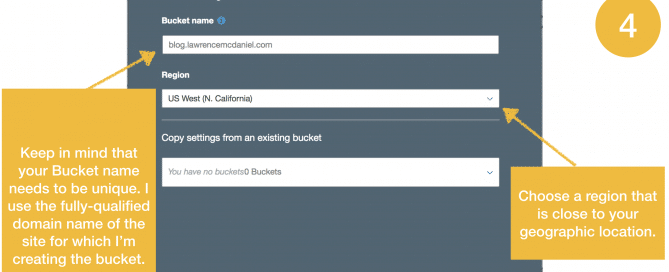 Bucket name
4
blog.lawrencemcdaniel.com
Region
US West (N. California)
Copy settings from an existing bucket
You have no buckets0 Buckets
Keep in mind that
your Bucket name
needs to be unique. I
use the fully-qualified
domain name of the
site for which I'm
creating the bucket.
Choose a region that
is close to your
geographic location.